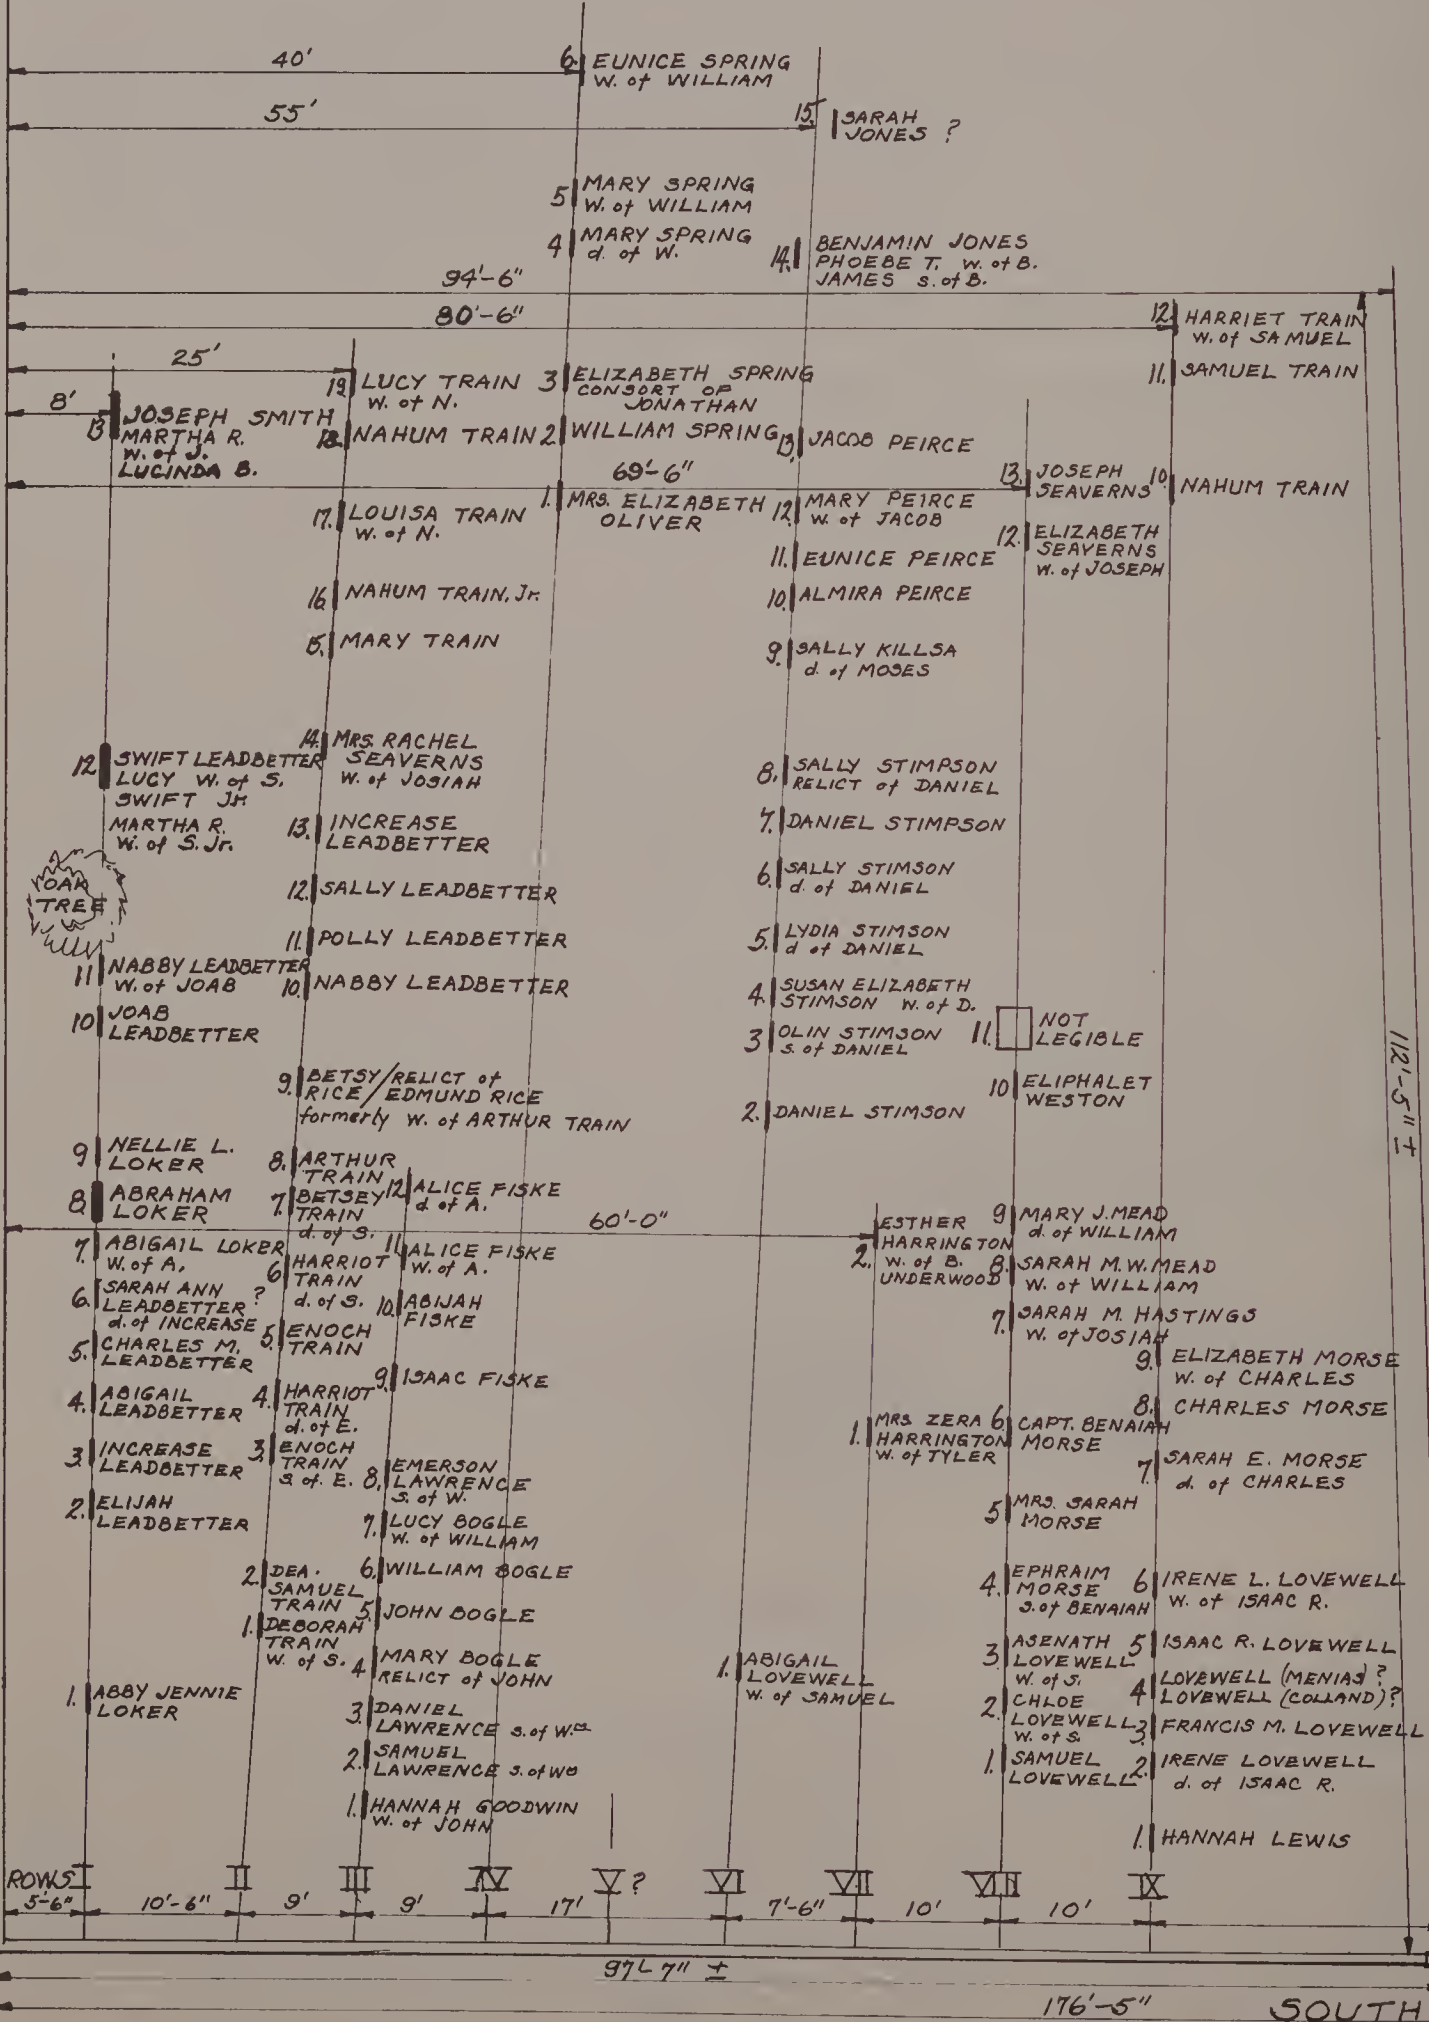 40'
6. EUNICE SPRING
W. of WILLIAM
55'
15. SARAH
JONES ?
5 MARY SPRING
W. of WILLIAM
4 MARY SPRING
d. of W.
14. BENJAMIN JONES
PHOEBE T. W. of B.
JAMES S. of B.
94'-6"
80'-6"
12. HARRIET TRAIN
W. of SAMUEL
25'
19. LUCY TRAIN
W. of N.
3 ELIZABETH SPRING
CONSORT OF
JONATHAN
11. SAMUEL TRAIN
8'
13 JOSEPH SMITH
MARTHA R.
W. of J.
LUCINDA B.
18. NAHUM TRAIN
2. WILLIAM SPRING
13. JACOB PEIRCE
69'-6"
13. JOSEPH
SEAVERNS
10. NAHUM TRAIN
17. LOUISA TRAIN
W. of N.
1. MRS. ELIZABETH
OLIVER
12. MARY PEIRCE
W. of JACOB
12. ELIZABETH
SEAVERNS
W. of JOSEPH
11. EUNICE PEIRCE
16. NAHUM TRAIN, Jr.
10. ALMIRA PEIRCE
15. MARY TRAIN
9. SALLY KILLSA
d. of MOSES
14. MRS. RACHEL
SEAVERNS
W. of JOSIAH
12 SWIFT LEADBETTER
LUCY W. of S.
SWIFT Jr.
MARTHA R.
W. of S. Jr.
8. SALLY STIMPSON
RELICT of DANIEL
13. INCREASE
LEADBETTER
7. DANIEL STIMPSON
OAK
TREE
12. SALLY LEADBETTER
6. SALLY STIMSON
d. of DANIEL
11. POLLY LEADBETTER
5. LYDIA STIMSON
d of DANIEL
11 NABBY LEADBETTER
W. of JOAB
10. NABBY LEADBETTER
4. SUSAN ELIZABETH
STIMSON W. of D.
10 JOAB
LEADBETTER
3 OLIN STIMSON
S. of DANIEL
11. NOT
LEGIBLE
112'-5" ±
9. BETSY/RELICT of
RICE/EDMUND RICE
formerly W. of ARTHUR TRAIN
10 ELIPHALET
WESTON
2. DANIEL STIMSON
9 NELLIE L.
LOKER
8. ARTHUR
TRAIN
8 ABRAHAM
LOKER
7. BETSEY
TRAIN
d. of S.
12 ALICE FISKE
d. of A.
60'-0"
2. ESTHER
HARRINGTON
W. of B.
UNDERWOOD
9 MARY J. MEAD
d. of WILLIAM
7. ABIGAIL LOKER
W. of A.
6 HARRIOT
TRAIN
d. of S.
11 ALICE FISKE
W. of A.
8. SARAH M. W. MEAD
W. of WILLIAM
6. SARAH ANN
LEADBETTER ?
d. of INCREASE
10. ABIJAH
FISKE
7. SARAH M. HASTINGS
W. of JOSIAH
5. CHARLES M.
LEADBETTER
5. ENOCH
TRAIN
9. ELIZABETH MORSE
W. of CHARLES
9. ISAAC FISKE
4. ABIGAIL
LEADBETTER
4. HARRIOT
TRAIN
d. of E.
8. CHARLES MORSE
1. MRS ZERA
HARRINGTON
W. of TYLER
6. CAPT. BENAIAH
MORSE
3. INCREASE
LEADBETTER
3. ENOCH
TRAIN
S. of E.
8. EMERSON
LAWRENCE
S. of W.
7. SARAH E. MORSE
d. of CHARLES
2. ELIJAH
LEADBETTER
7. LUCY BOGLE
W. of WILLIAM
5 MRS. SARAH
MORSE
2. DEA.
SAMUEL
TRAIN
6. WILLIAM BOGLE
4. EPHRAIM
MORSE
S. of BENAIAH
6 IRENE L. LOVEWELL
W. of ISAAC R.
1. DEBORAH
TRAIN
W. of S.
5. JOHN BOGLE
3 ASENATH
LOVEWELL
W. of S.
5 ISAAC R. LOVEWELL
4 MARY BOGLE
RELICT of JOHN
1. ABIGAIL
LOVEWELL
W. of SAMUEL
4 LOVEWELL (MENIAS) ?
LOVEWELL (COLLAND) ?
1. ABBY JENNIE
LOKER
3. DANIEL
LAWRENCE S. of Wm
2. CHLOE
LOVEWELL
W. of S.
3 FRANCIS M. LOVEWELL
2. SAMUEL
LAWRENCE S. of Wm
1. SAMUEL
LOVEWELL
2. IRENE LOVEWELL
d. of ISAAC R.
1. HANNAH GOODWIN
W. of JOHN
1. HANNAH LEWIS
ROWS I II III IV V ? VI VII VIII IX
5'-6" 10'-6" 9' 9' 17' 7'-6" 10' 10'
97'-7" ±
176'-5" SOUTH